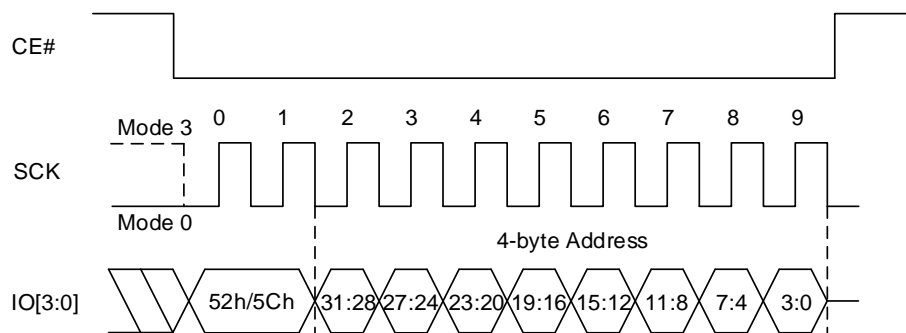 CE#
0 1 2 3 4 5 6 7 8 9
Mode 3
SCK
Mode 0
4-byte Address
IO[3:0] 52h/5Ch 31:28 27:24 23:20 19:16 15:12 11:8 7:4 3:0